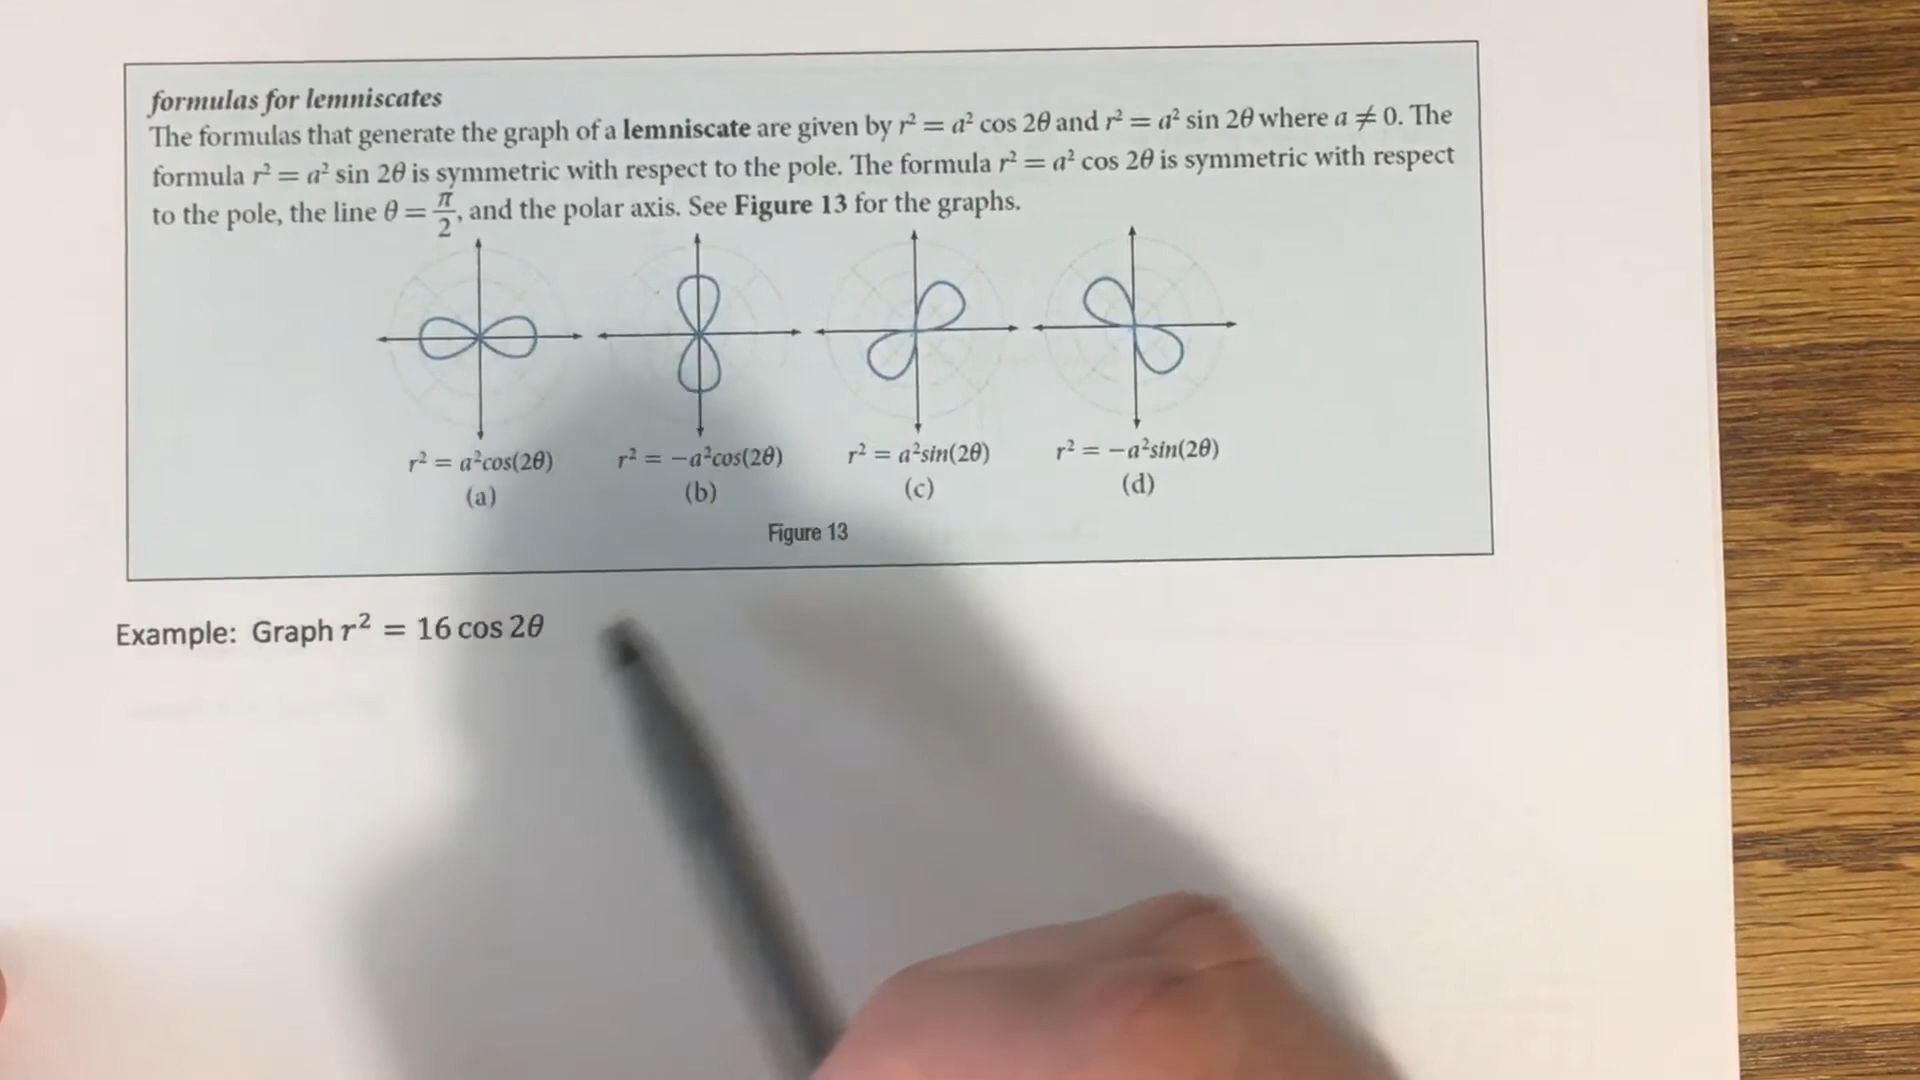 formulas for lemniscates
The formulas that generate the graph of a lemniscate are given by r² = a² cos 2θ and r² = a² sin 2θ where a ≠ 0. The
formula r² = a² sin 2θ is symmetric with respect to the pole. The formula r² = a² cos 2θ is symmetric with respect
to the pole, the line θ = π/2, and the polar axis. See Figure 13 for the graphs.
r² = a²cos(2θ) r² = −a²cos(2θ) r² = a²sin(2θ) r² = −a²sin(2θ)
(a) (b) (c) (d)
Figure 13
Example: Graph r² = 16 cos 2θ